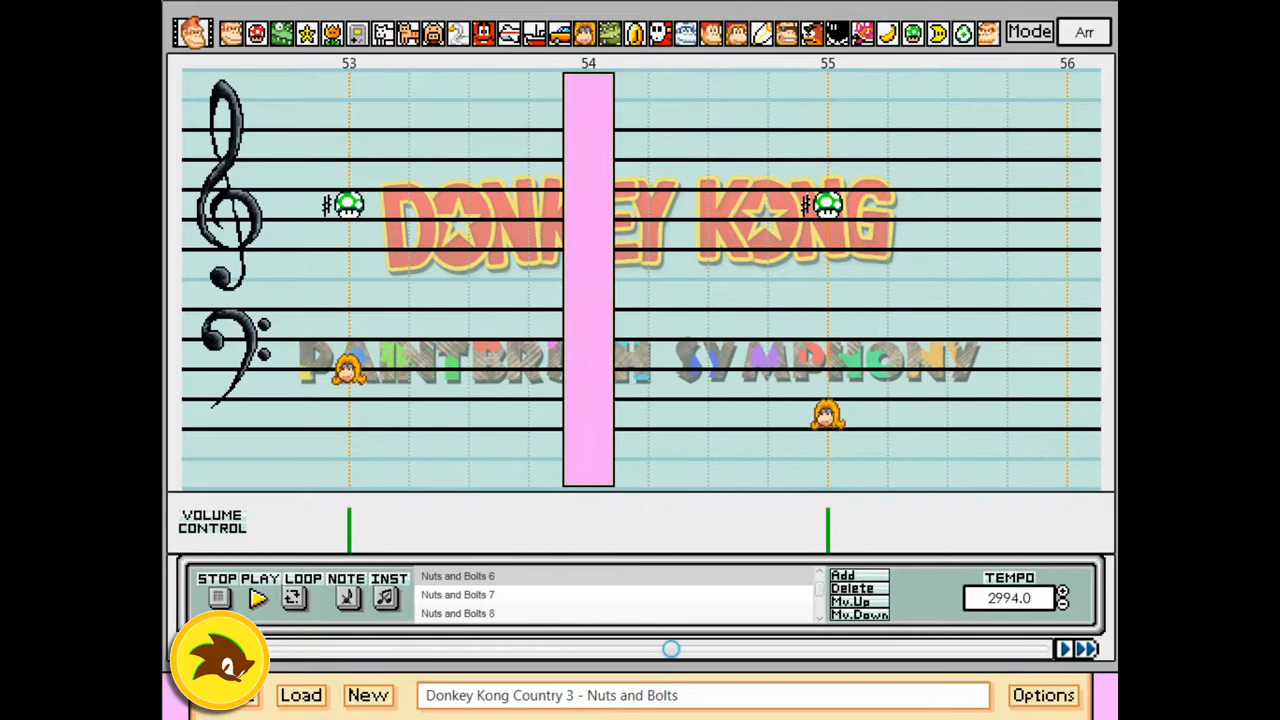 Mode Arr
53 54 55 56
DONKEY KONG
PAINTBRUSH SYMPHONY
VOLUME
CONTROL
STOP PLAY LOOP NOTE INST
Nuts and Bolts 6
Nuts and Bolts 7
Nuts and Bolts 8
Add
Delete
Mv.Up
Mv.Down
TEMPO
2994.0
Load New Donkey Kong Country 3 - Nuts and Bolts Options